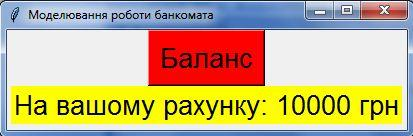 Моделювання роботи банкомата
Баланс
На вашому рахунку: 10000 грн